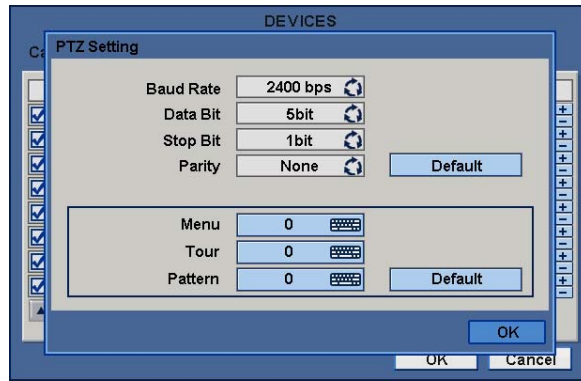 DEVICES
Ca
PTZ Setting
Baud Rate 2400 bps
Data Bit 5bit
Stop Bit 1bit
Parity None Default
Menu 0
Tour 0
Pattern 0 Default
OK
OK Cancel